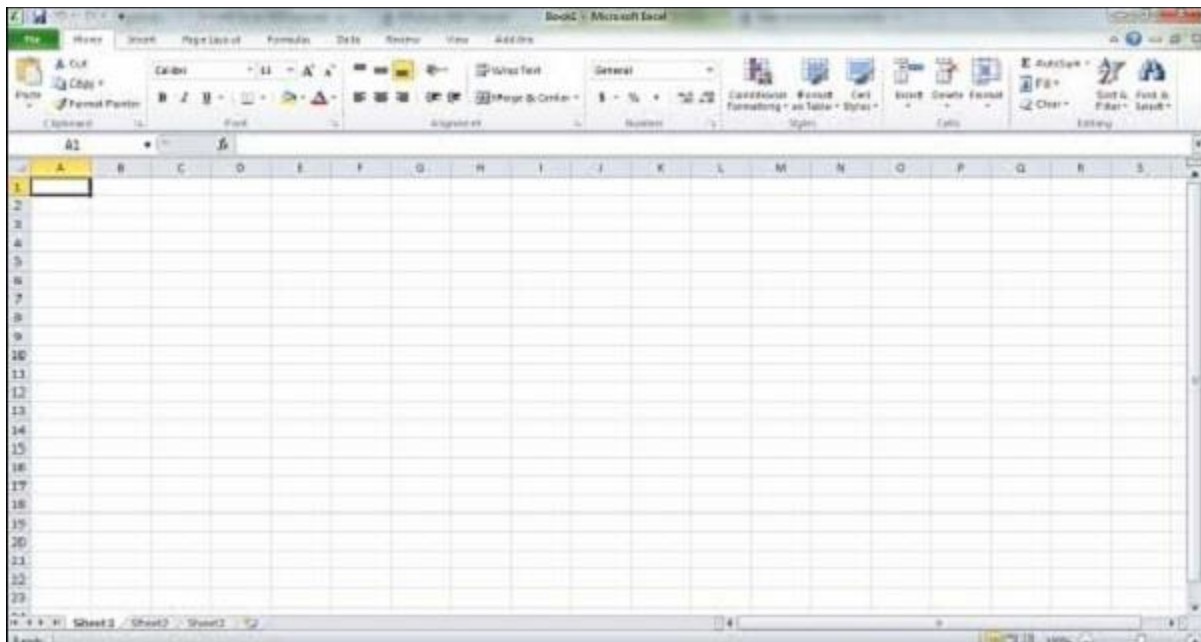 Book1 - Microsoft Excel
File Home Insert Page Layout Formulas Data Review View Add-Ins
Cut
Copy
Paste
Format Painter
Calibri 11
B I U
Wrap Text
Merge & Center
General
$ %
Conditional Formatting
Format as Table
Cell Styles
Insert Delete Format
AutoSum
Fill
Clear
Sort & Filter
Find & Select
Clipboard Font Alignment Number Styles Cells Editing
A1 fx
A B C D E F G H I J K L M N O P Q R S
1
2
3
4
5
6
7
8
9
10
11
12
13
14
15
16
17
18
19
20
21
22
23
Sheet1 Sheet2 Sheet3
Ready